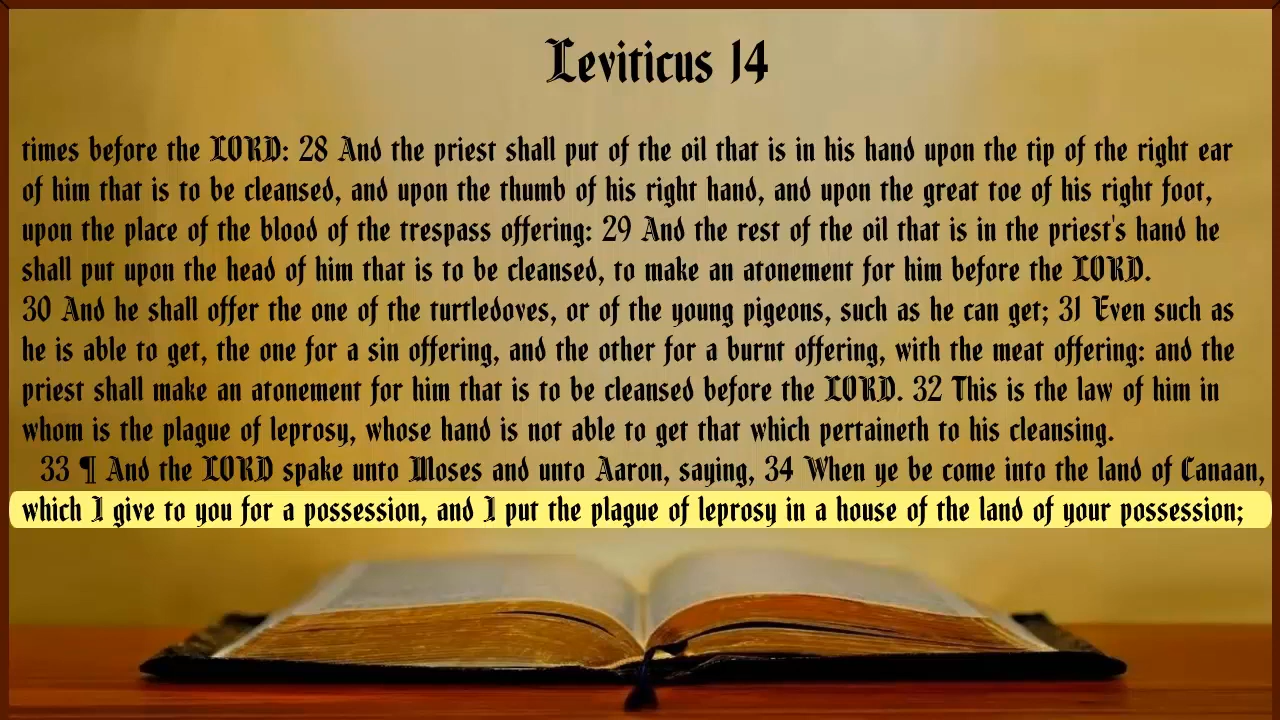 Leviticus 14
times before the LORD: 28 And the priest shall put of the oil that is in his hand upon the tip of the right ear
of him that is to be cleansed, and upon the thumb of his right hand, and upon the great toe of his right foot,
upon the place of the blood of the trespass offering: 29 And the rest of the oil that is in the priest's hand he
shall put upon the head of him that is to be cleansed, to make an atonement for him before the LORD.
30 And he shall offer the one of the turtledoves, or of the young pigeons, such as he can get; 31 Even such as
he is able to get, the one for a sin offering, and the other for a burnt offering, with the meat offering: and the
priest shall make an atonement for him that is to be cleansed before the LORD. 32 This is the law of him in
whom is the plague of leprosy, whose hand is not able to get that which pertaineth to his cleansing.
33 ¶ And the LORD spake unto Moses and unto Aaron, saying, 34 When ye be come into the land of Canaan,
which I give to you for a possession, and I put the plague of leprosy in a house of the land of your possession;